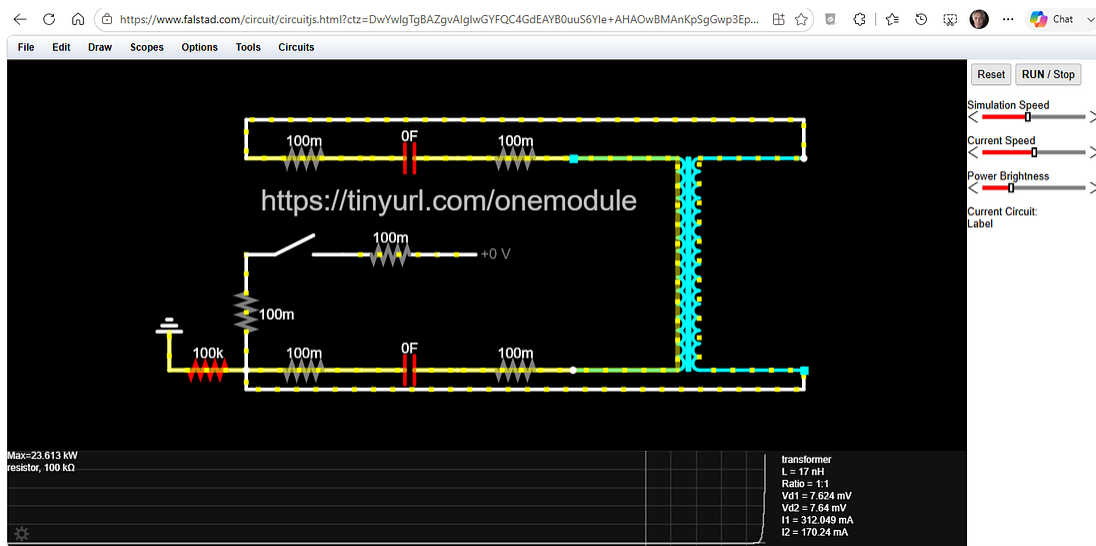 https://www.falstad.com/circuit/circuitjs.html?ctz=DwYwlgTgBAZgvAIgIwGYFQC4GdEAYB0uuS6YIe+AHAOwBMAnKpSgGwp3Ep...
Chat
File Edit Draw Scopes Options Tools Circuits
Reset RUN / Stop
Simulation Speed
Current Speed
Power Brightness
Current Circuit:
Label
100m 0F 100m
https://tinyurl.com/onemodule
100m
+0 V
100m
100k 100m 0F 100m
Max=23.613 kW
resistor, 100 kΩ
transformer
L = 17 nH
Ratio = 1:1
Vd1 = 7.624 mV
Vd2 = 7.64 mV
I1 = 312.049 mA
I2 = 170.24 mA